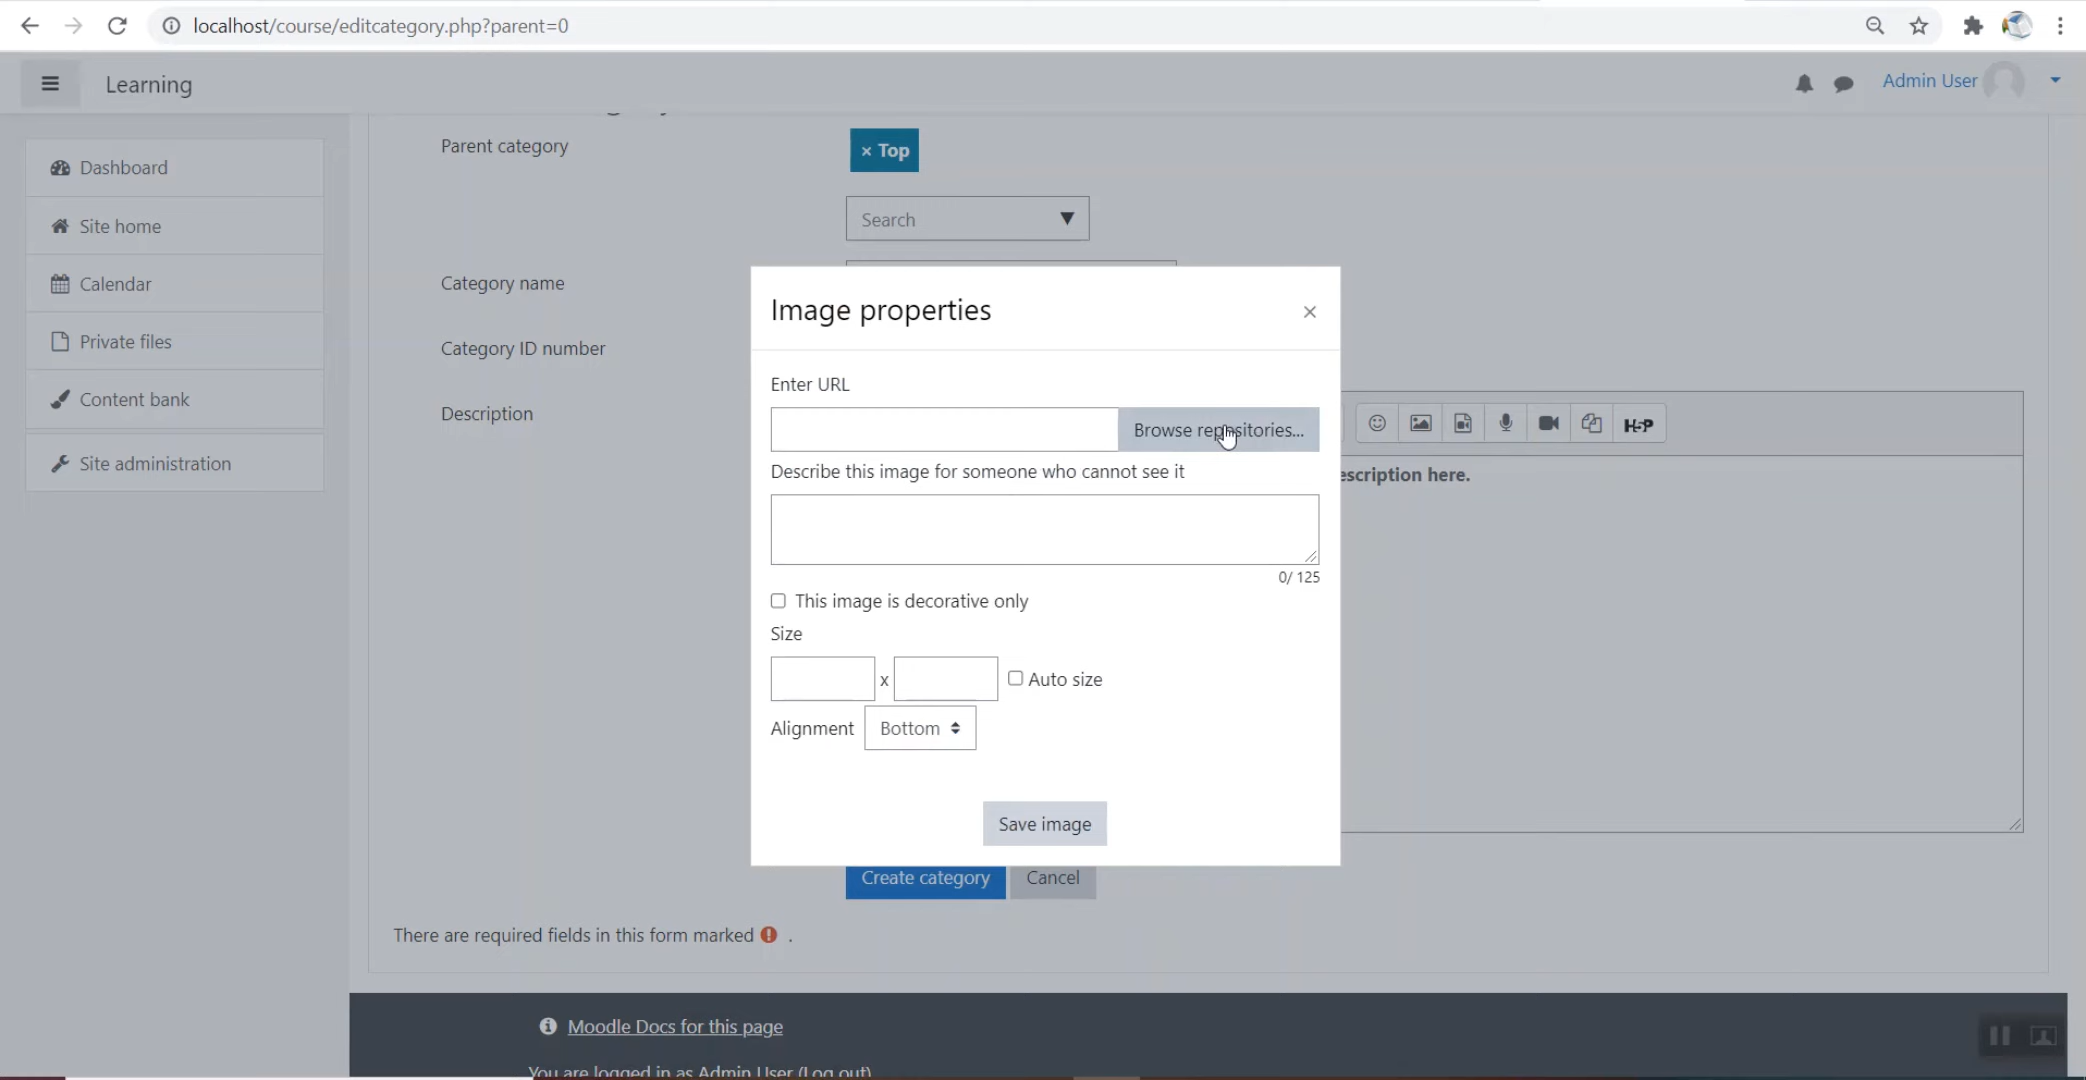 localhost/course/editcategory.php?parent=0
Learning
Admin User
Dashboard
Site home
Calendar
Private files
Content bank
Site administration
Parent category
× Top
Search
Category name
Category ID number
Description
H5P
escription here.
Image properties
×
Enter URL
Browse repositories...
Describe this image for someone who cannot see it
0/ 125
This image is decorative only
Size
x
Auto size
Alignment
Bottom
Save image
Create category
Cancel
There are required fields in this form marked .
Moodle Docs for this page
You are logged in as Admin User (Log out)